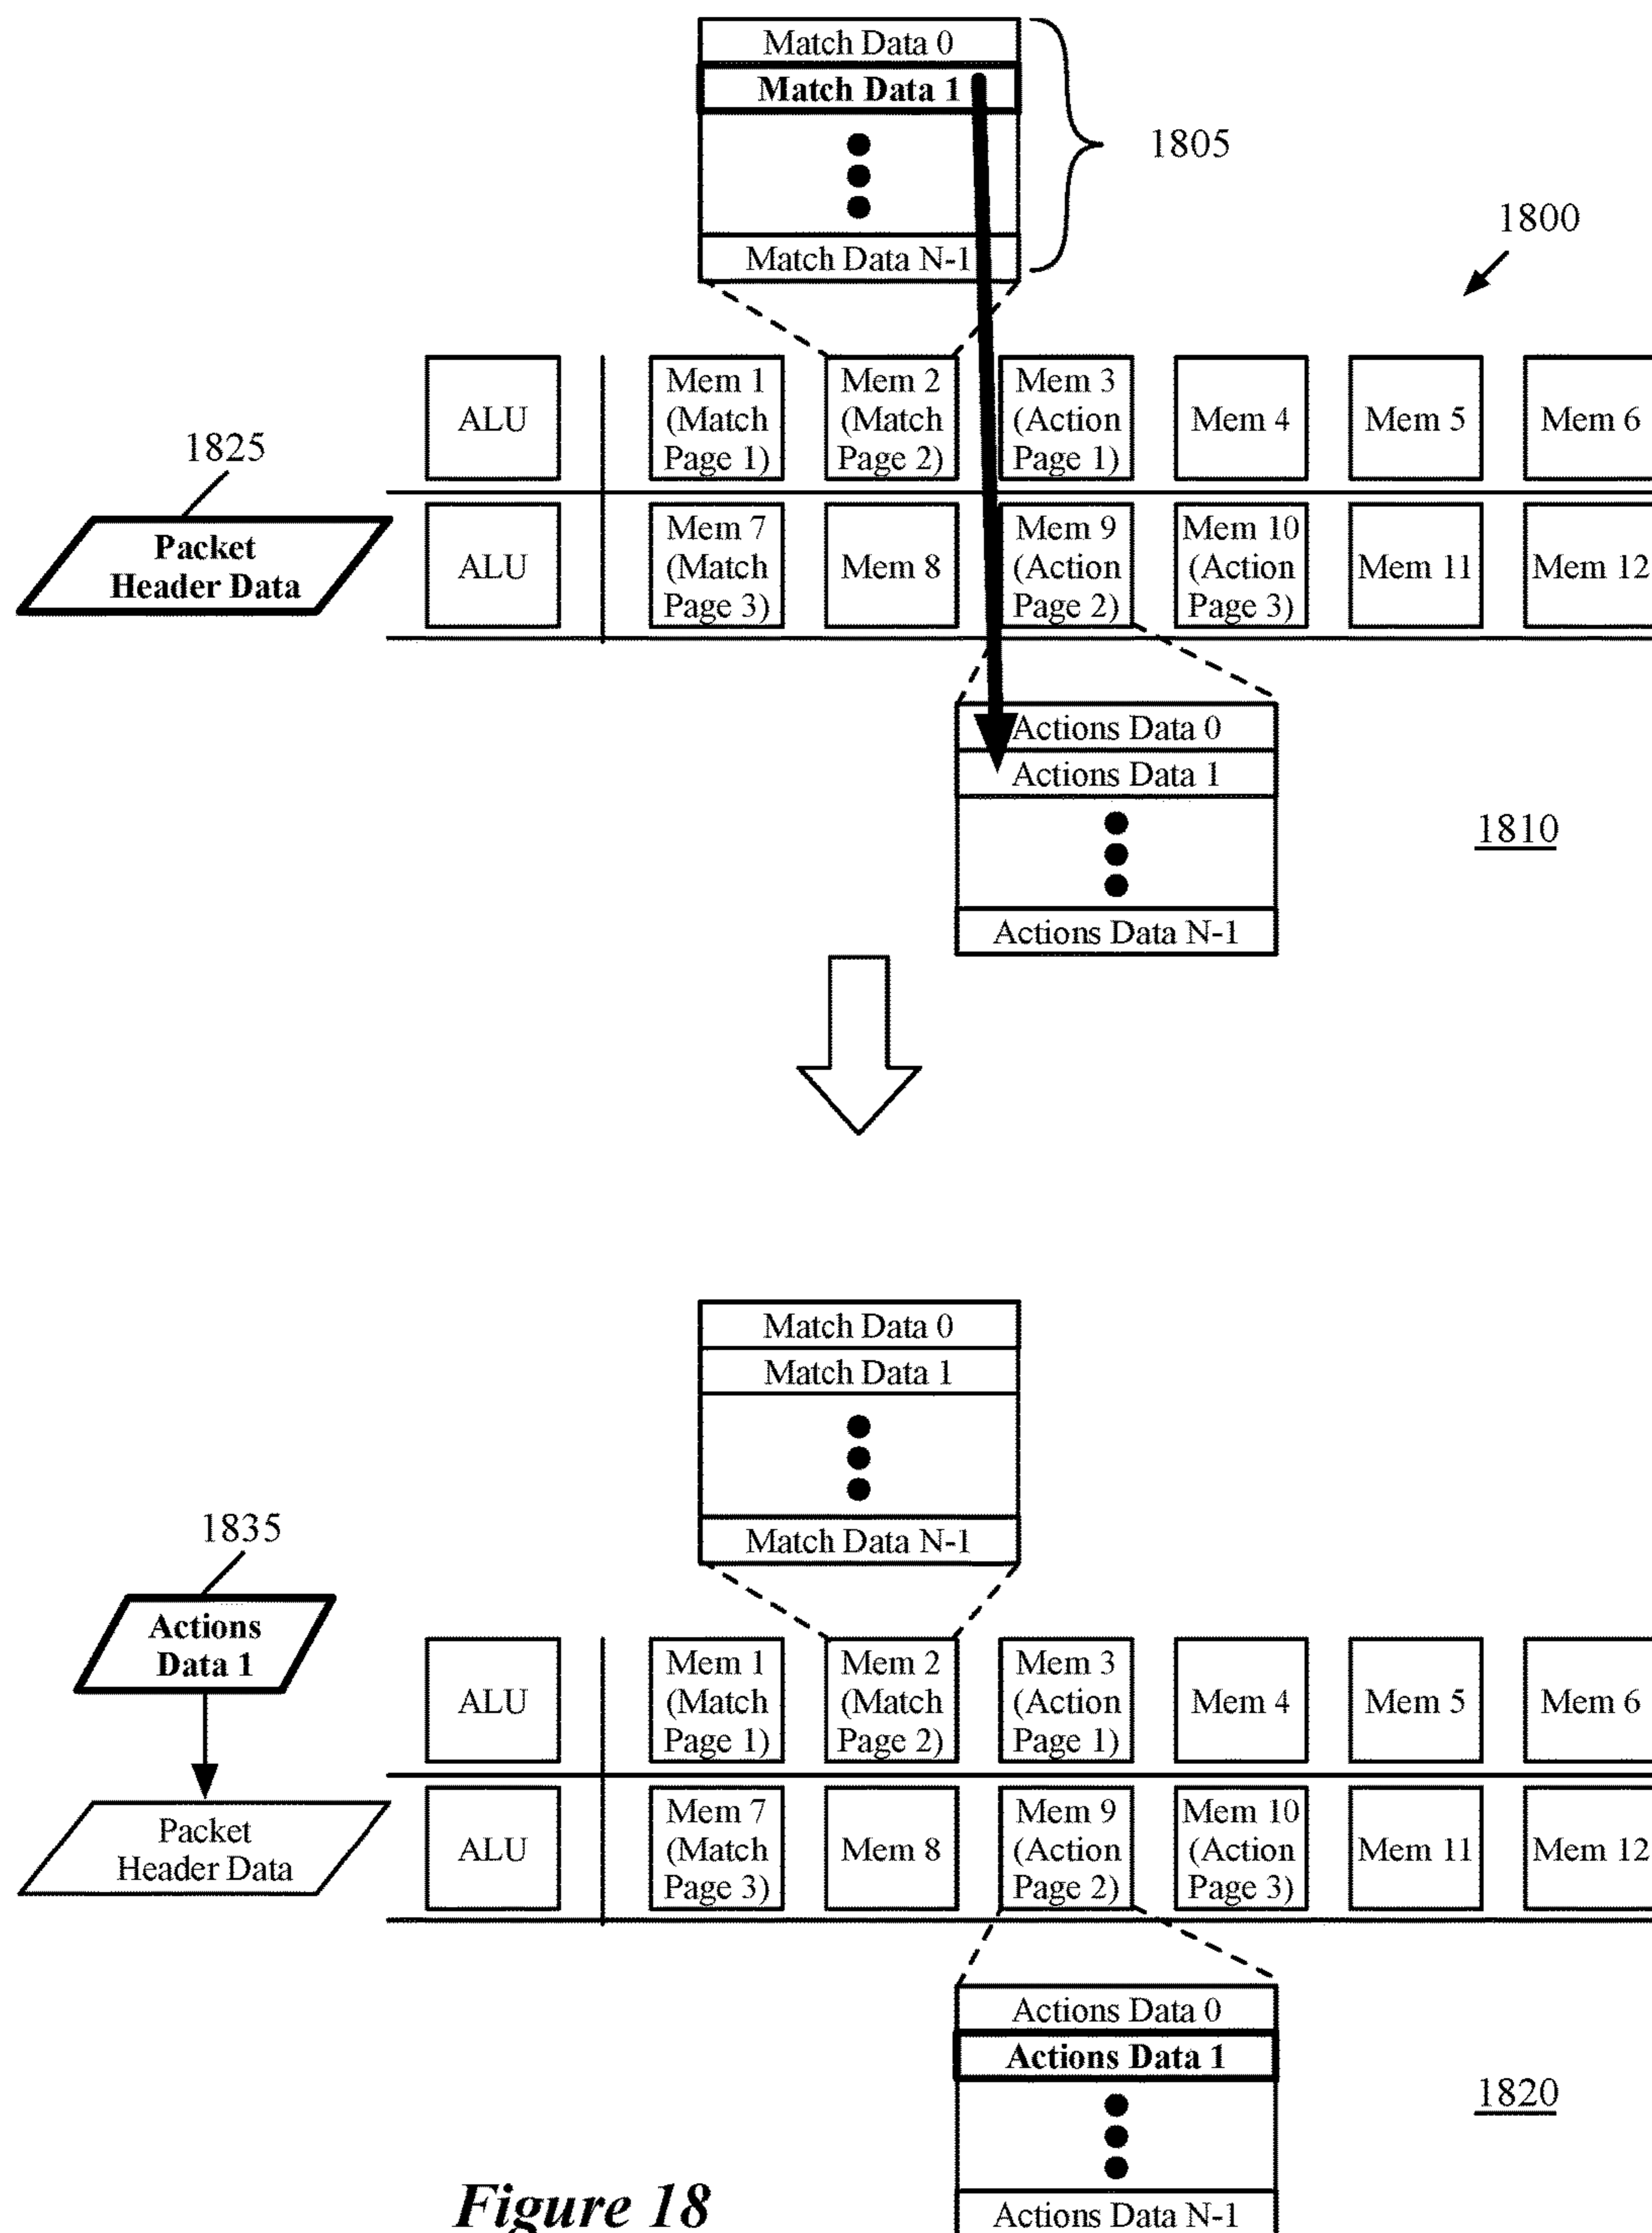 Match Data 0
Match Data 1
Match Data N-1
1805
1800
1825
Packet
Header Data
ALU
Mem 1
(Match
Page 1)
Mem 2
(Match
Page 2)
Mem 3
(Action
Page 1)
Mem 4
Mem 5
Mem 6
ALU
Mem 7
(Match
Page 3)
Mem 8
Mem 9
(Action
Page 2)
Mem 10
(Action
Page 3)
Mem 11
Mem 12
Actions Data 0
Actions Data 1
Actions Data N-1
1810
Match Data 0
Match Data 1
Match Data N-1
1835
Actions
Data 1
Packet
Header Data
ALU
Mem 1
(Match
Page 1)
Mem 2
(Match
Page 2)
Mem 3
(Action
Page 1)
Mem 4
Mem 5
Mem 6
ALU
Mem 7
(Match
Page 3)
Mem 8
Mem 9
(Action
Page 2)
Mem 10
(Action
Page 3)
Mem 11
Mem 12
Actions Data 0
Actions Data 1
Actions Data N-1
1820
Figure 18